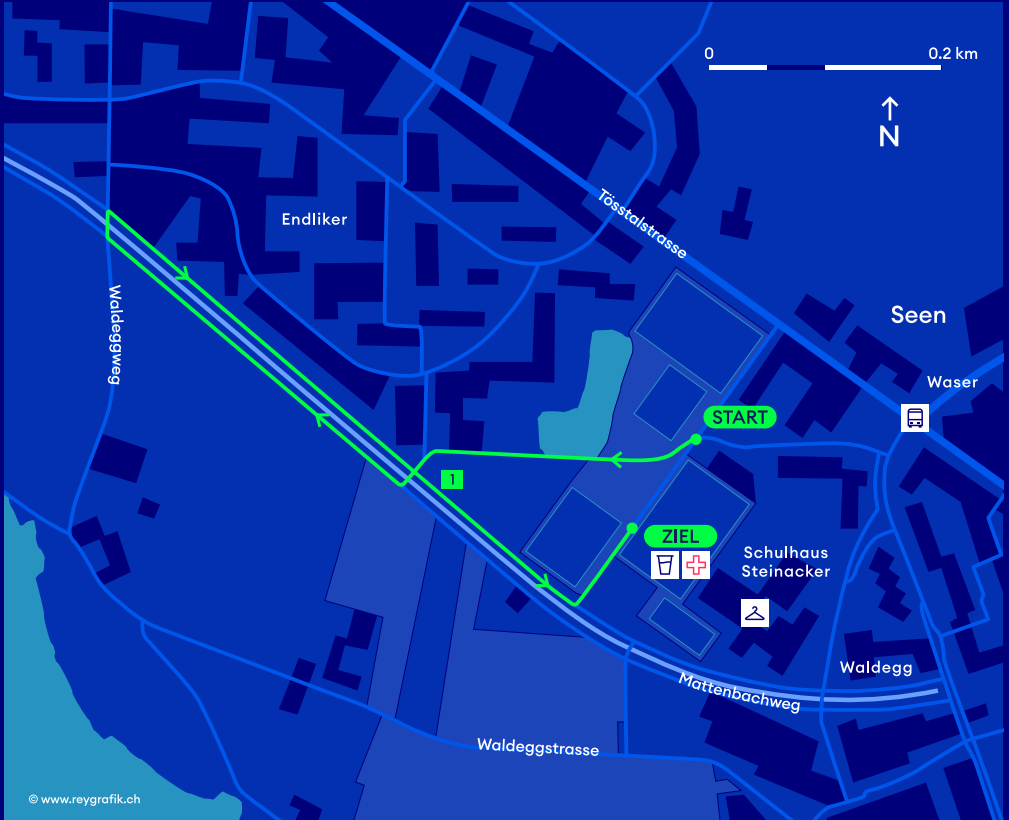 0 0.2 km
N
Tösstalstrasse
Endliker
Waldeggweg
Seen
Waser
START
1
ZIEL
Schulhaus
Steinacker
Waldegg
Mattenbachweg
Waldeggstrasse
© www.reygrafik.ch